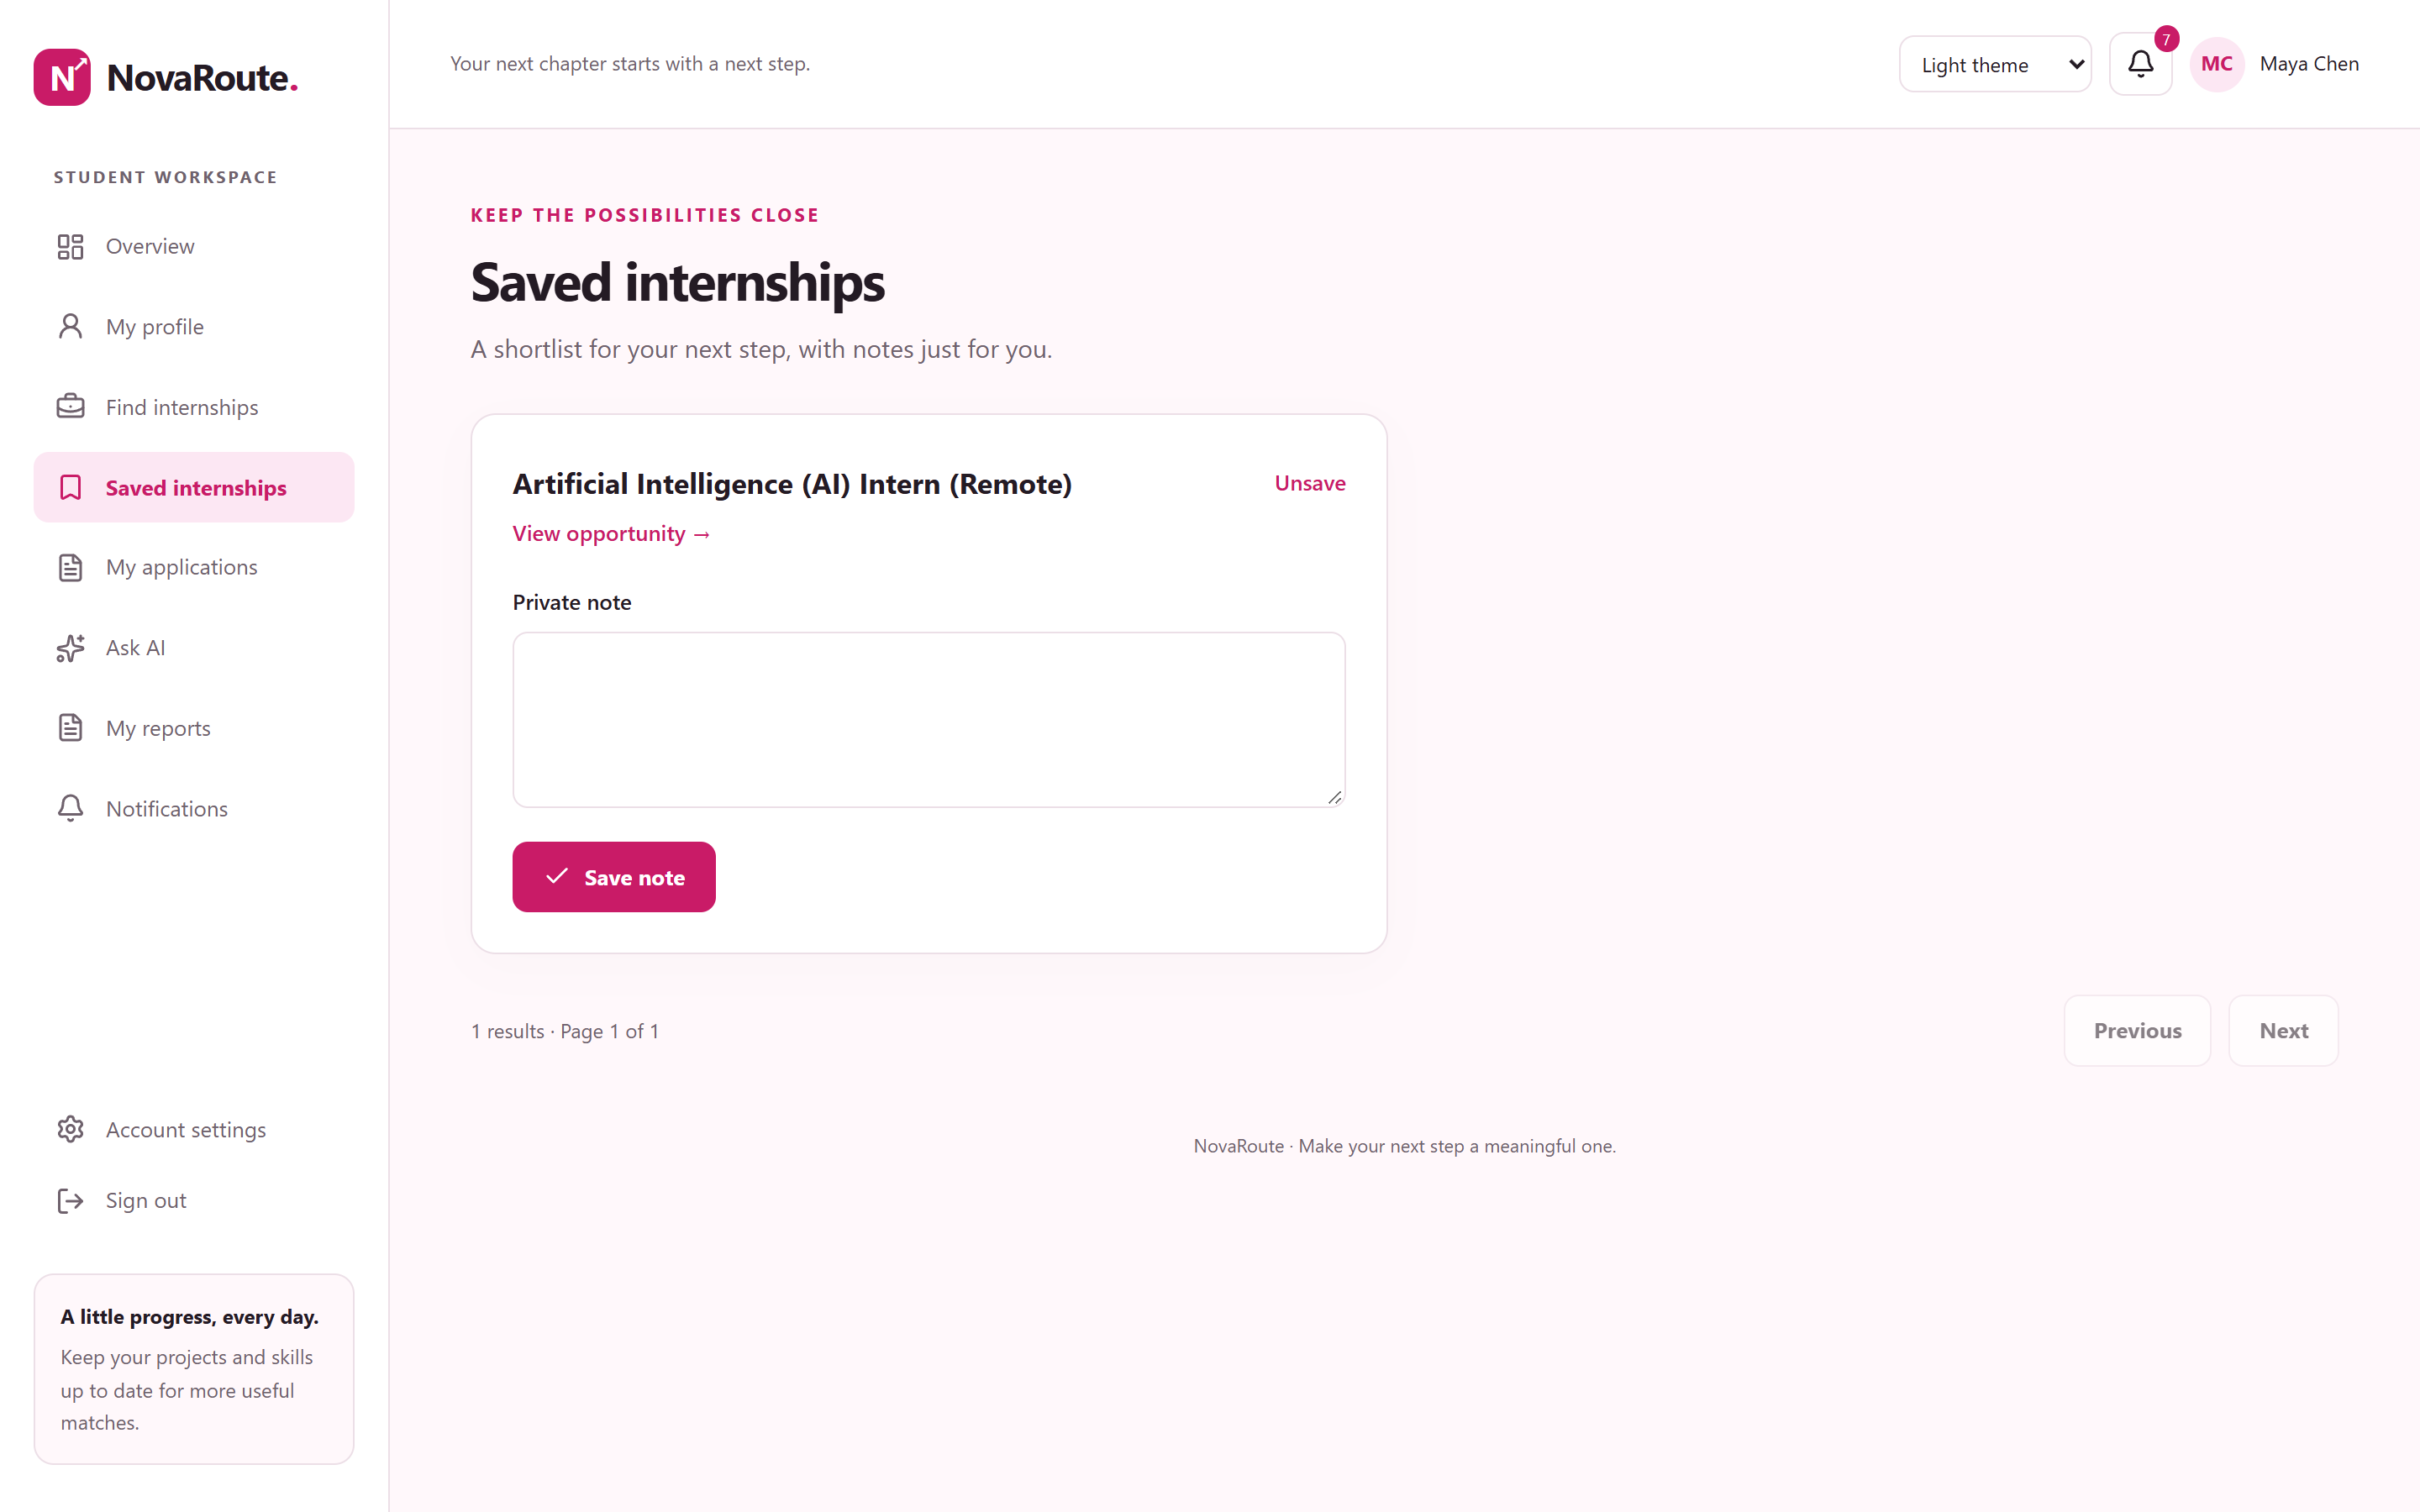 N
NovaRoute.
STUDENT WORKSPACE
Overview
My profile
Find internships
Saved internships
My applications
Ask AI
My reports
Notifications
Account settings
Sign out
A little progress, every day.
Keep your projects and skills
up to date for more useful
matches.
Your next chapter starts with a next step.
Light theme
7
MC
Maya Chen
KEEP THE POSSIBILITIES CLOSE
Saved internships
A shortlist for your next step, with notes just for you.
Artificial Intelligence (AI) Intern (Remote)
Unsave
View opportunity →
Private note
Save note
1 results · Page 1 of 1
Previous
Next
NovaRoute · Make your next step a meaningful one.